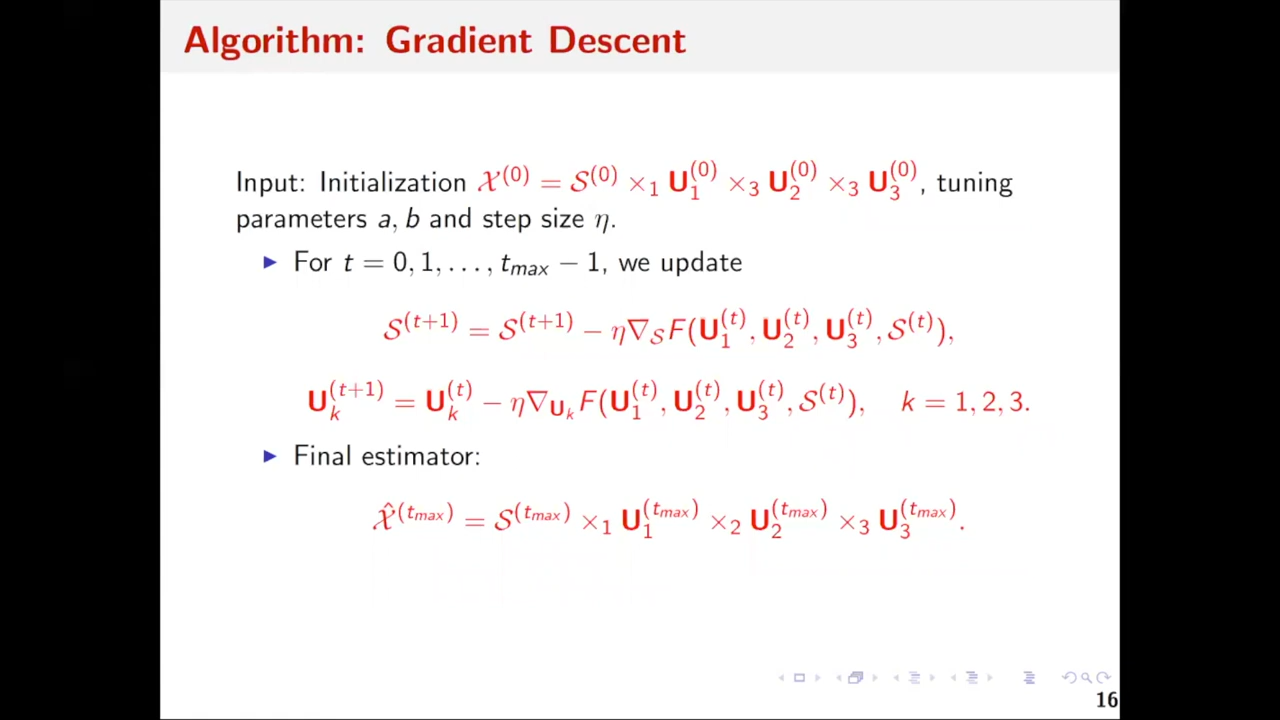 Algorithm: Gradient Descent
Input: Initialization 𝒳^(0) = 𝒮^(0) ×₁ 𝐔₁^(0) ×₃ 𝐔₂^(0) ×₃ 𝐔₃^(0), tuning
parameters a, b and step size η.
▶ For t = 0, 1, . . . , t_max − 1, we update
𝒮^(t+1) = 𝒮^(t+1) − η∇_𝒮 F(𝐔₁^(t), 𝐔₂^(t), 𝐔₃^(t), 𝒮^(t)),
𝐔_k^(t+1) = 𝐔_k^(t) − η∇_{𝐔_k} F(𝐔₁^(t), 𝐔₂^(t), 𝐔₃^(t), 𝒮^(t)), k = 1, 2, 3.
▶ Final estimator:
𝒳̂^(t_max) = 𝒮^(t_max) ×₁ 𝐔₁^(t_max) ×₂ 𝐔₂^(t_max) ×₃ 𝐔₃^(t_max).
16